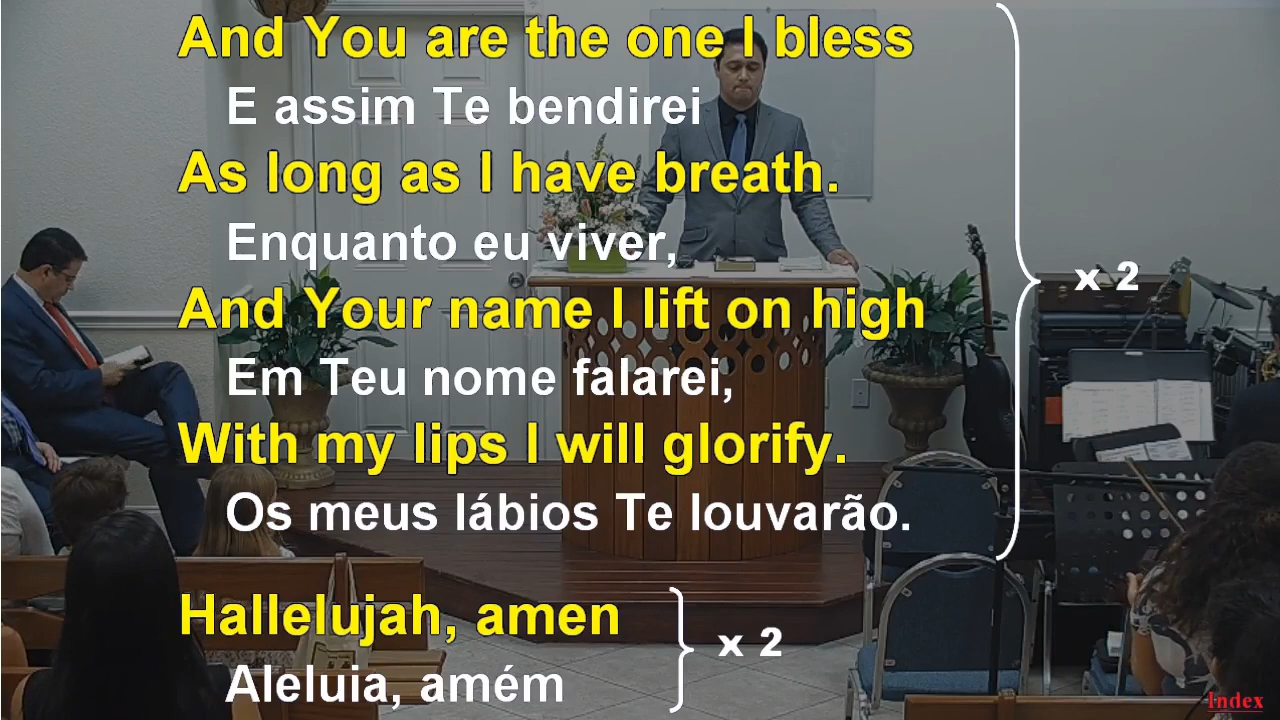 And You are the one I bless
E assim Te bendirei
As long as I have breath.
Enquanto eu viver,
And Your name I lift on high
Em Teu nome falarei,
With my lips I will glorify.
Os meus lábios Te louvarão.
x 2
Hallelujah, amen
Aleluia, amém
x 2
Index